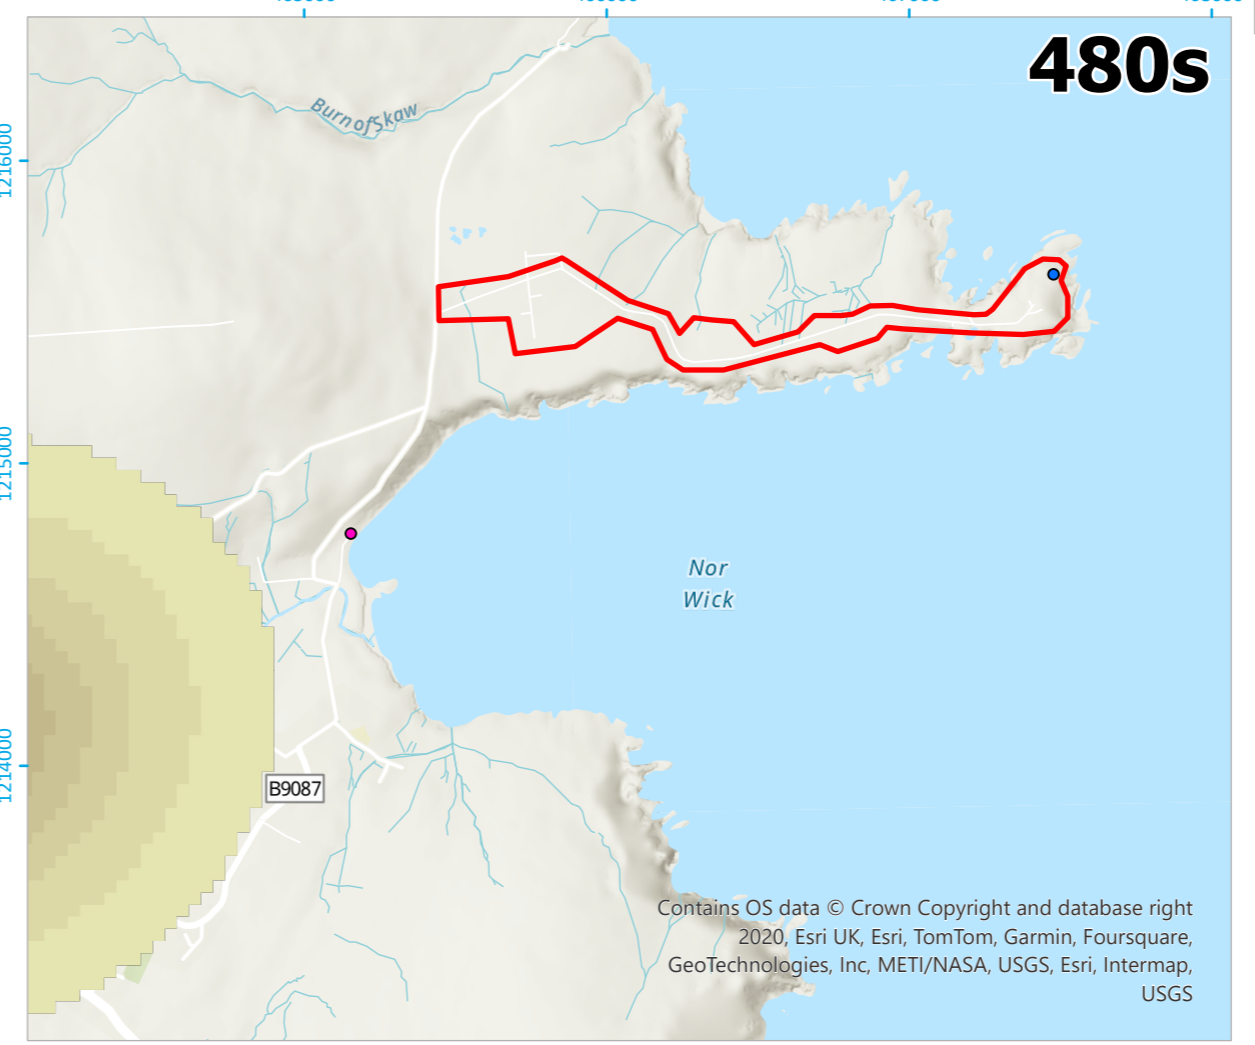 480s
Burn of Skaw
1216000
1215000
Nor
Wick
1214000
B9087
Contains OS data © Crown Copyright and database right
2020, Esri UK, Esri, TomTom, Garmin, Foursquare,
GeoTechnologies, Inc, METI/NASA, USGS, Esri, Intermap,
USGS